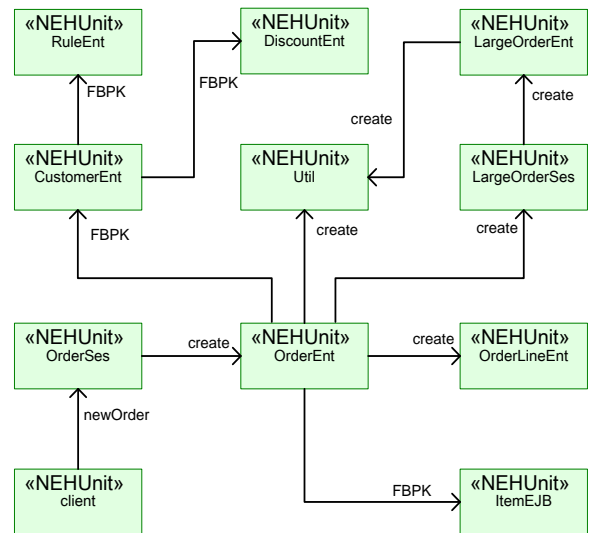 «NEHUnit»
RuleEnt
«NEHUnit»
DiscountEnt
«NEHUnit»
LargeOrderEnt
FBPK
FBPK
create
create
«NEHUnit»
CustomerEnt
«NEHUnit»
Util
«NEHUnit»
LargeOrderSes
FBPK
create
create
«NEHUnit»
OrderSes
create
«NEHUnit»
OrderEnt
create
«NEHUnit»
OrderLineEnt
newOrder
«NEHUnit»
client
FBPK
«NEHUnit»
ItemEJB